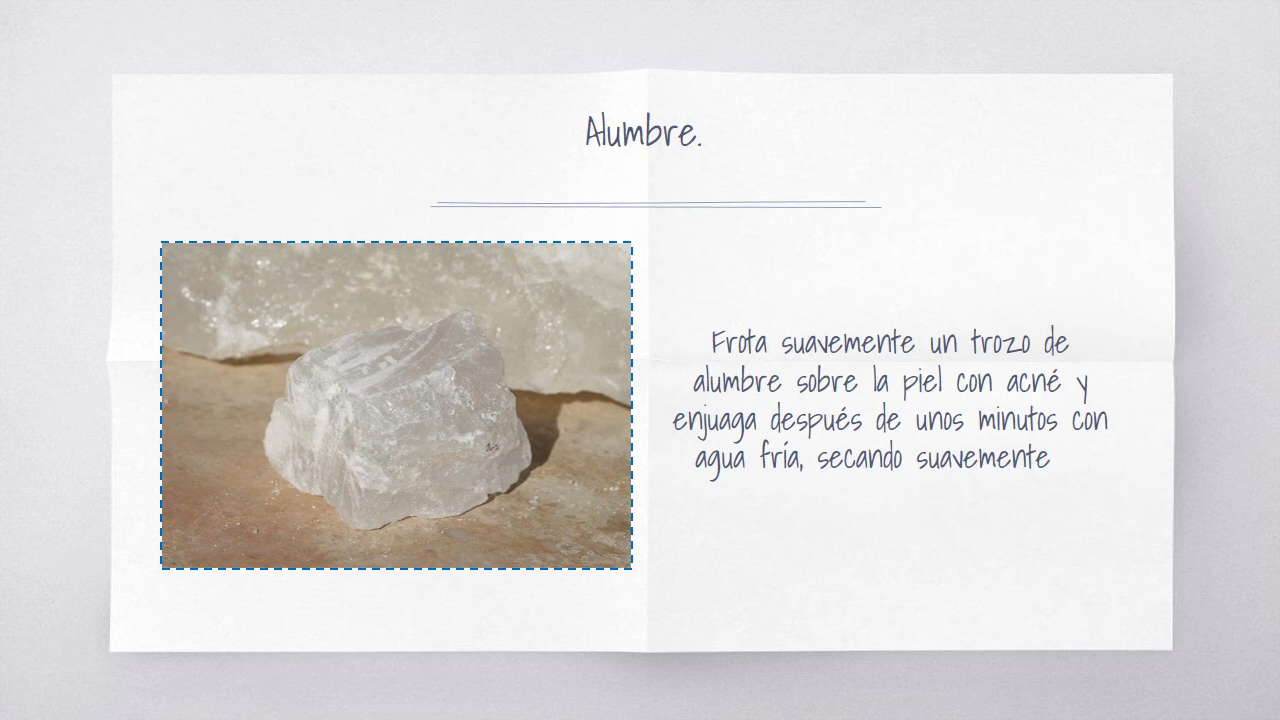 Alumbre.
Frota suavemente un trozo de
alumbre sobre la piel con acné y
enjuaga después de unos minutos con
agua fría, secando suavemente